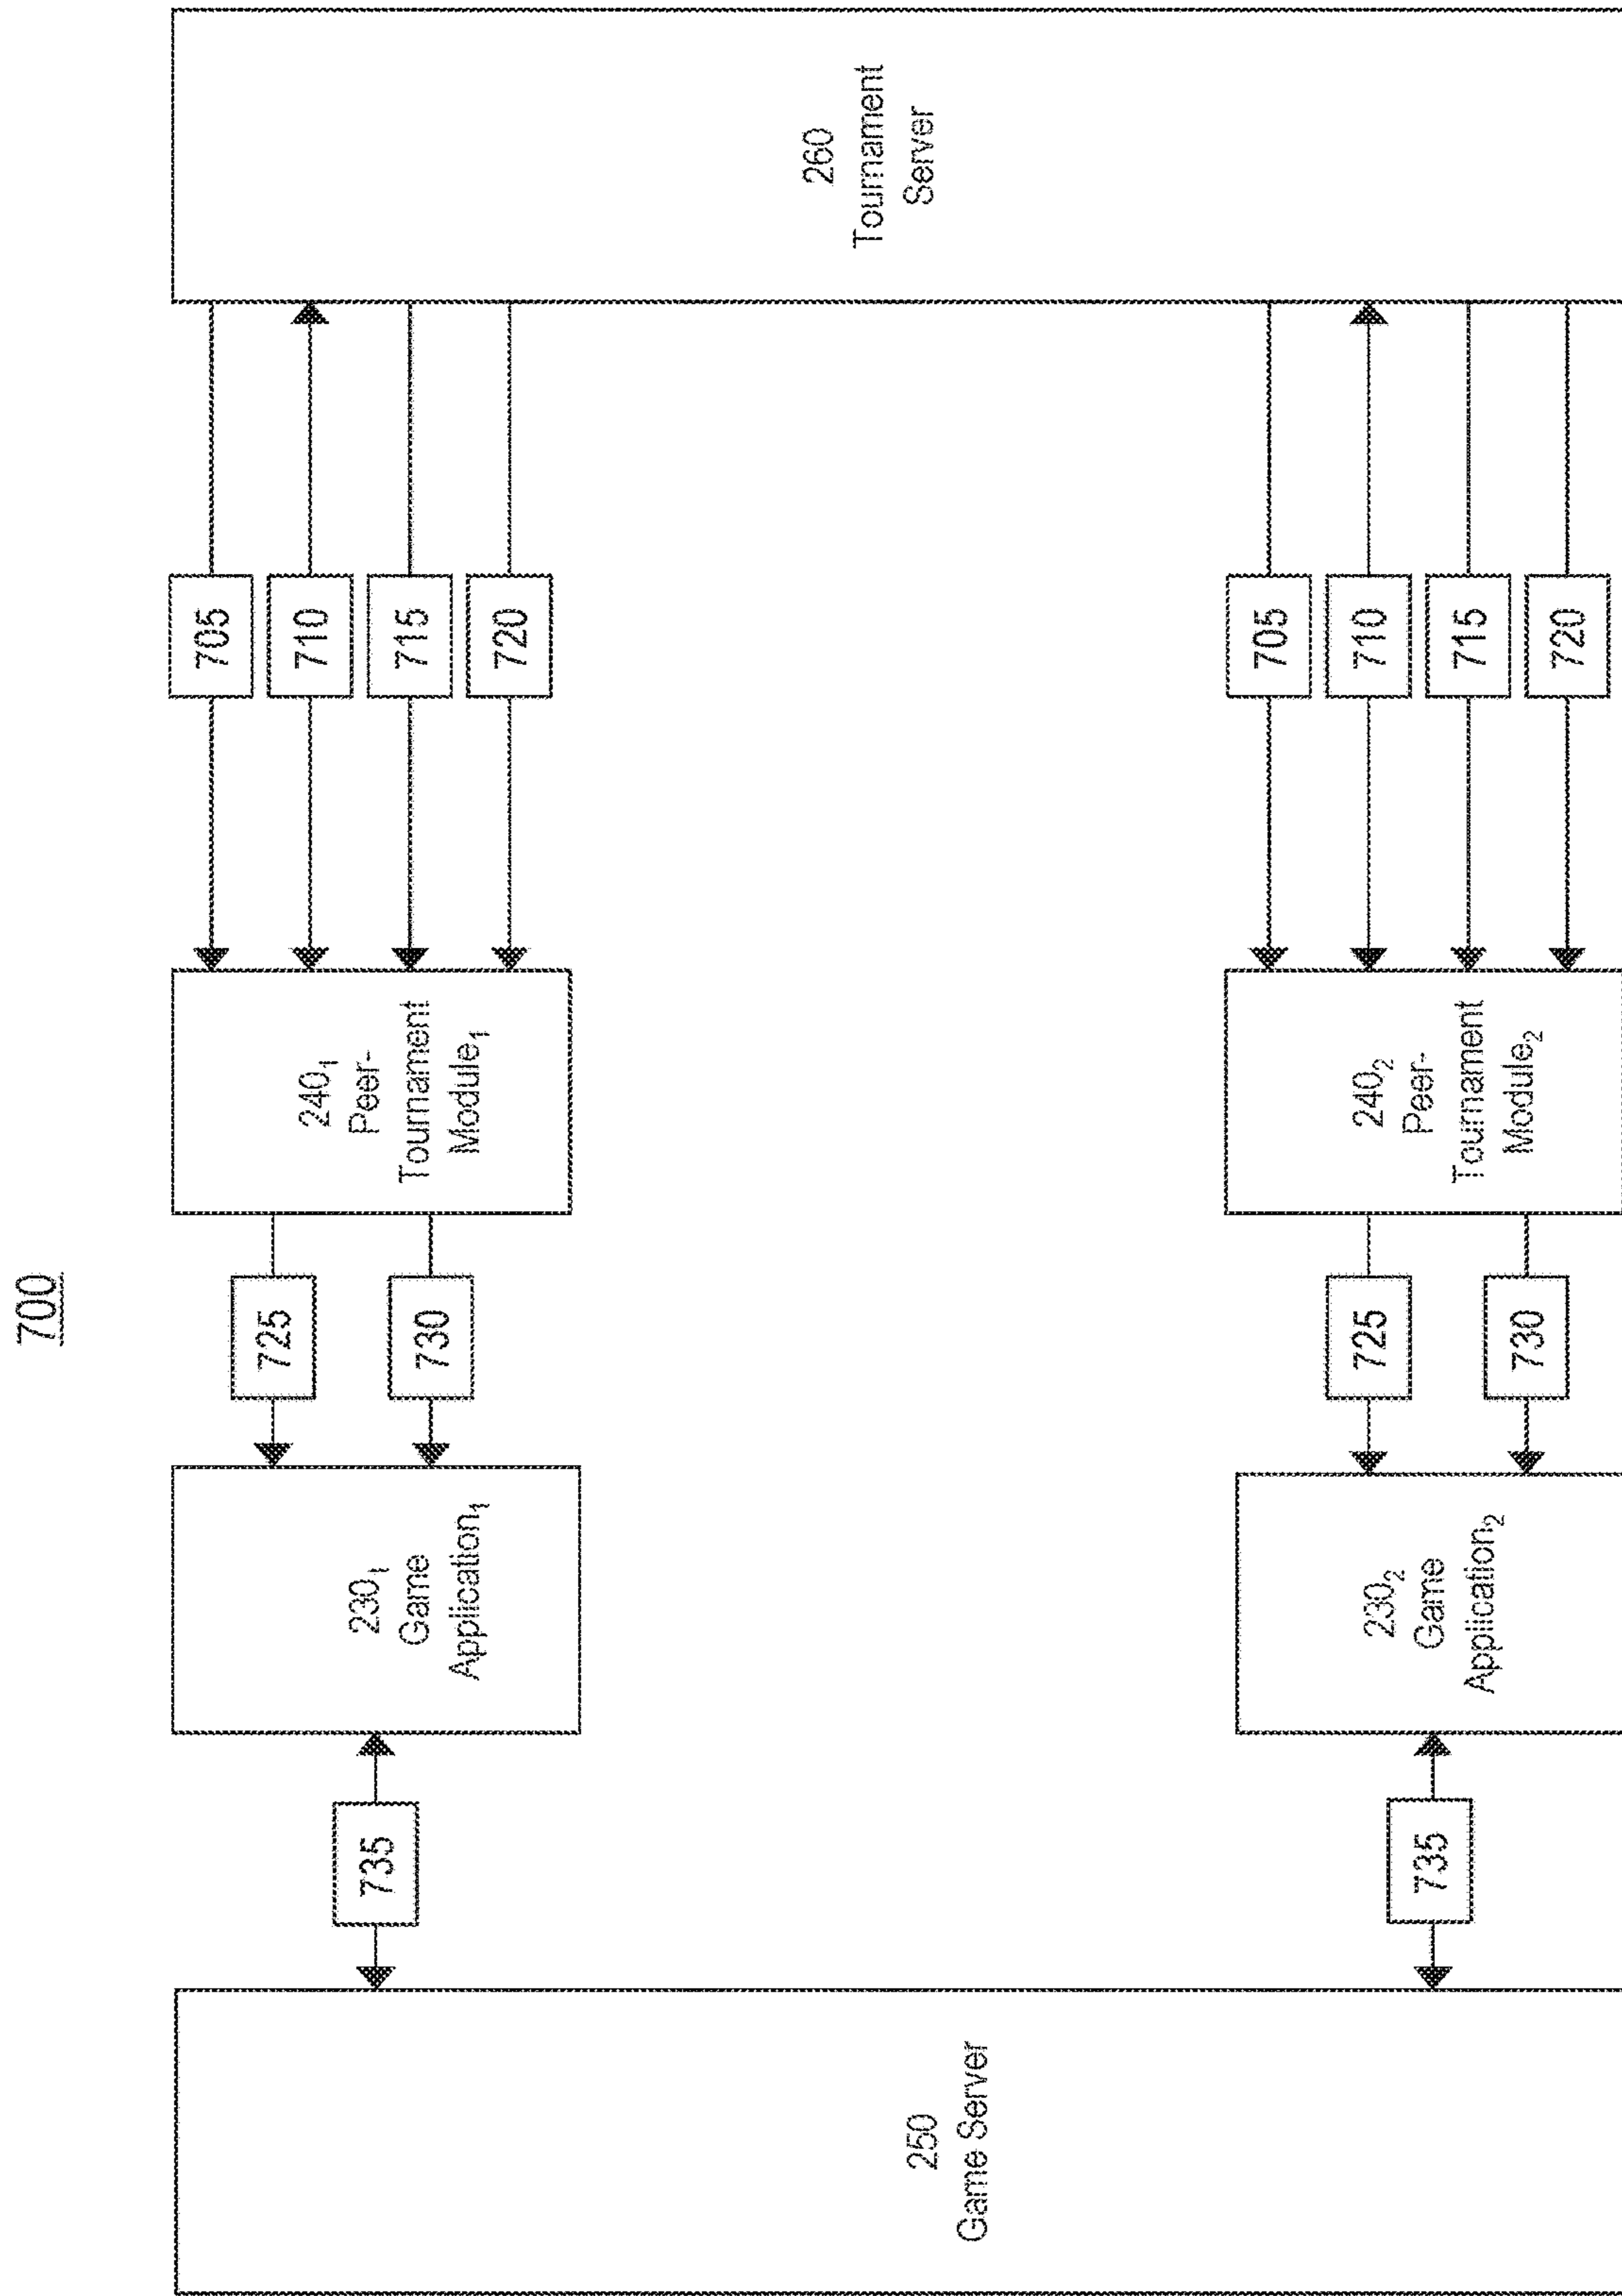 700
250
Game Server
735
230₁
Game
Application₁
725
730
240₁
Peer-
Tournament
Module₁
705
710
715
720
260
Tournament
Server
735
230₂
Game
Application₂
725
730
240₂
Peer-
Tournament
Module₂
705
710
715
720